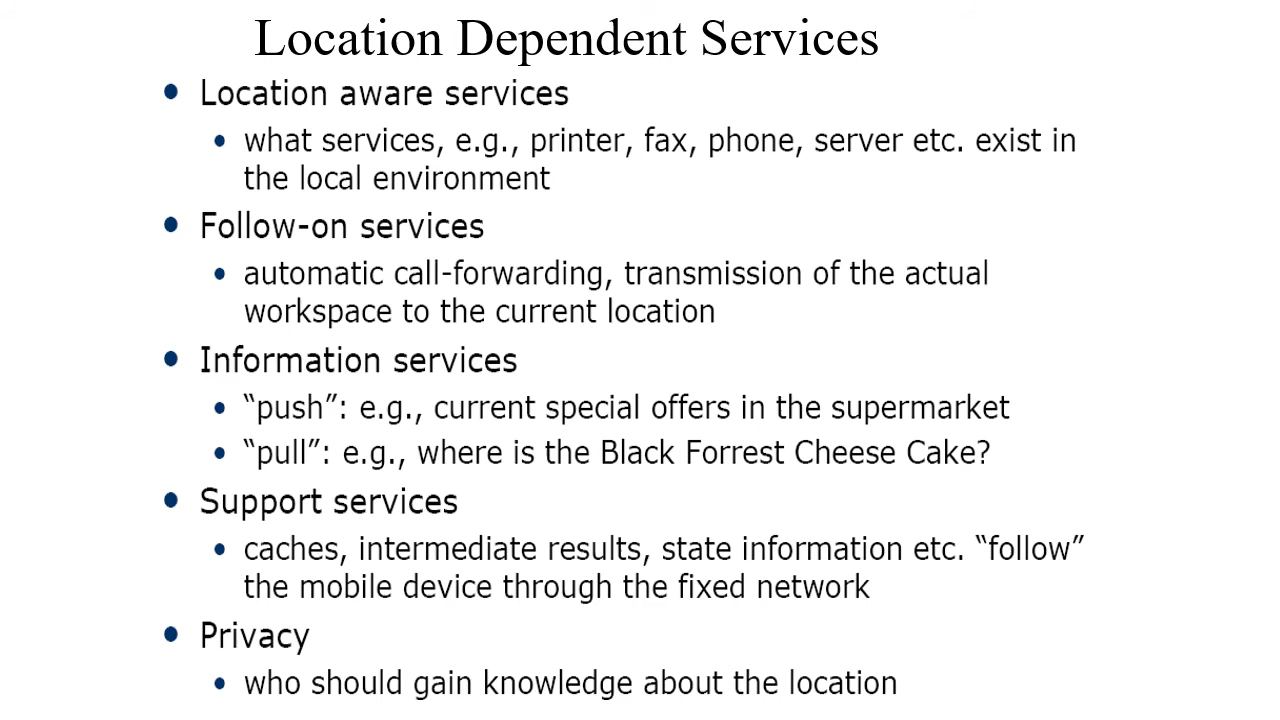 Location Dependent Services
• Location aware services
• what services, e.g., printer, fax, phone, server etc. exist in
the local environment
• Follow-on services
• automatic call-forwarding, transmission of the actual
workspace to the current location
• Information services
• “push”: e.g., current special offers in the supermarket
• “pull”: e.g., where is the Black Forrest Cheese Cake?
• Support services
• caches, intermediate results, state information etc. “follow”
the mobile device through the fixed network
• Privacy
• who should gain knowledge about the location